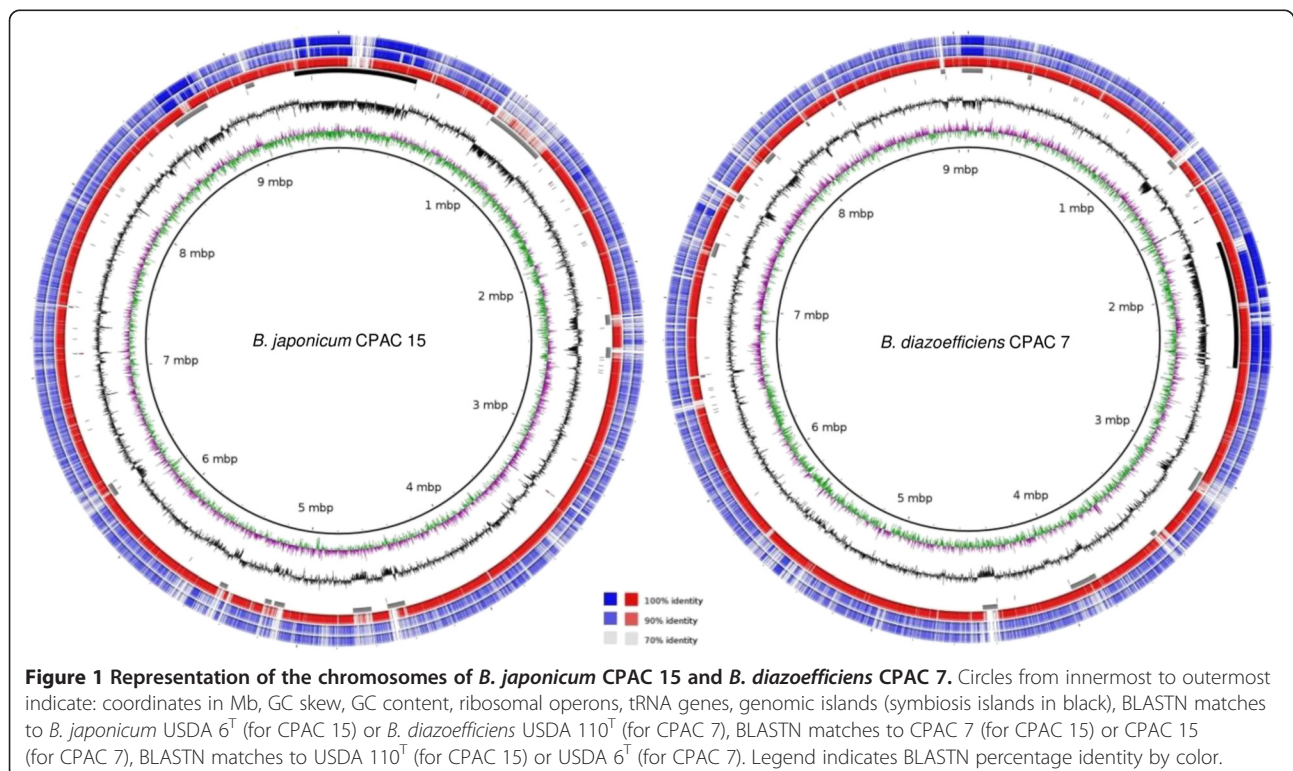 9 mbp
1 mbp
8 mbp
2 mbp
B. japonicum CPAC 15
7 mbp
3 mbp
6 mbp
4 mbp
5 mbp
9 mbp
8 mbp
1 mbp
7 mbp
2 mbp
B. diazoefficiens CPAC 7
6 mbp
3 mbp
5 mbp
4 mbp
100% identity
90% identity
70% identity
Figure 1 Representation of the chromosomes of B. japonicum CPAC 15 and B. diazoefficiens CPAC 7. Circles from innermost to outermost
indicate: coordinates in Mb, GC skew, GC content, ribosomal operons, tRNA genes, genomic islands (symbiosis islands in black), BLASTN matches
to B. japonicum USDA 6T (for CPAC 15) or B. diazoefficiens USDA 110T (for CPAC 7), BLASTN matches to CPAC 7 (for CPAC 15) or CPAC 15
(for CPAC 7), BLASTN matches to USDA 110T (for CPAC 15) or USDA 6T (for CPAC 7). Legend indicates BLASTN percentage identity by color.